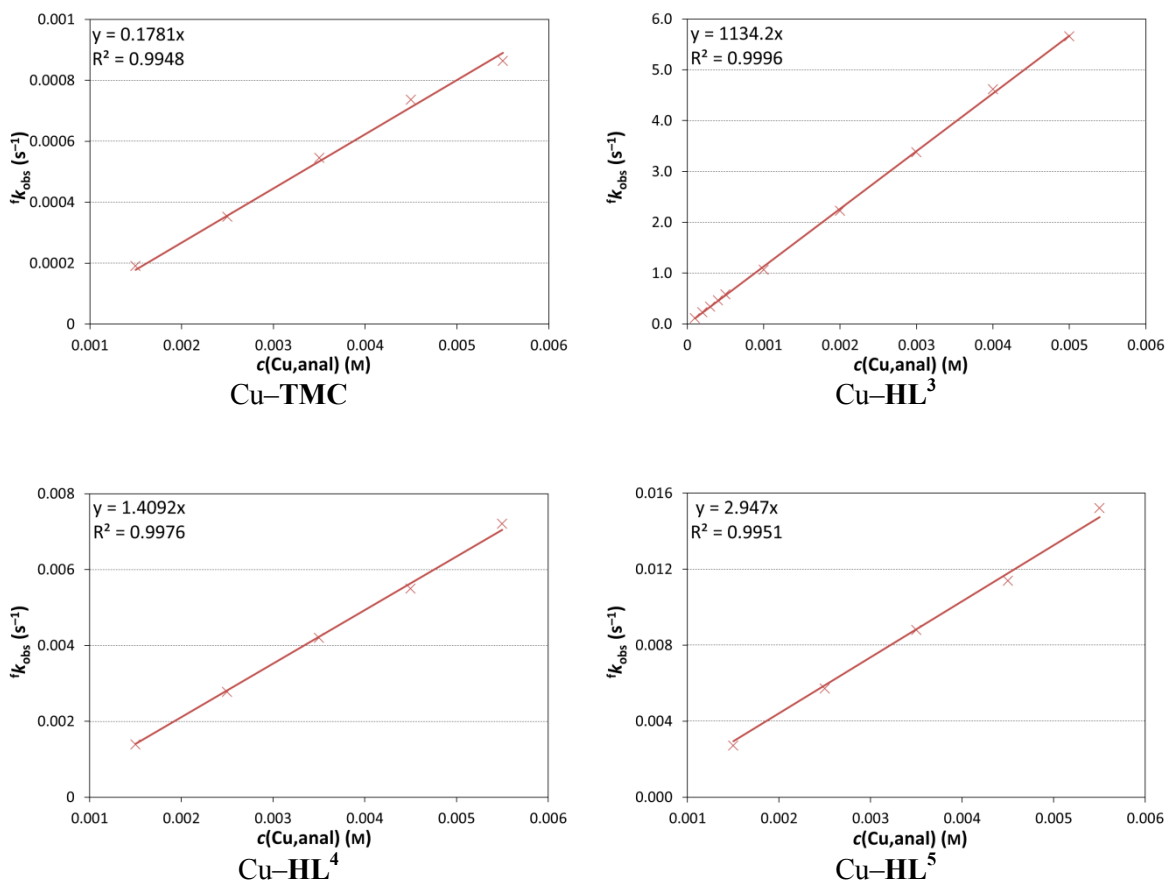 y = 0.1781x
R² = 0.9948
0.001
0.0008
0.0006
0.0004
0.0002
0
ᶠk_obs (s⁻¹)
0.001 0.002 0.003 0.004 0.005 0.006
c(Cu,anal) (M)
Cu–TMC
y = 1134.2x
R² = 0.9996
6.0
5.0
4.0
3.0
2.0
1.0
0.0
ᶠk_obs (s⁻¹)
0 0.001 0.002 0.003 0.004 0.005 0.006
c(Cu,anal) (M)
Cu–HL³
y = 1.4092x
R² = 0.9976
0.008
0.006
0.004
0.002
0
ᶠk_obs (s⁻¹)
0.001 0.002 0.003 0.004 0.005 0.006
c(Cu,anal) (M)
Cu–HL⁴
y = 2.947x
R² = 0.9951
0.016
0.012
0.008
0.004
0.000
ᶠk_obs (s⁻¹)
0.001 0.002 0.003 0.004 0.005 0.006
c(Cu,anal) (M)
Cu–HL⁵